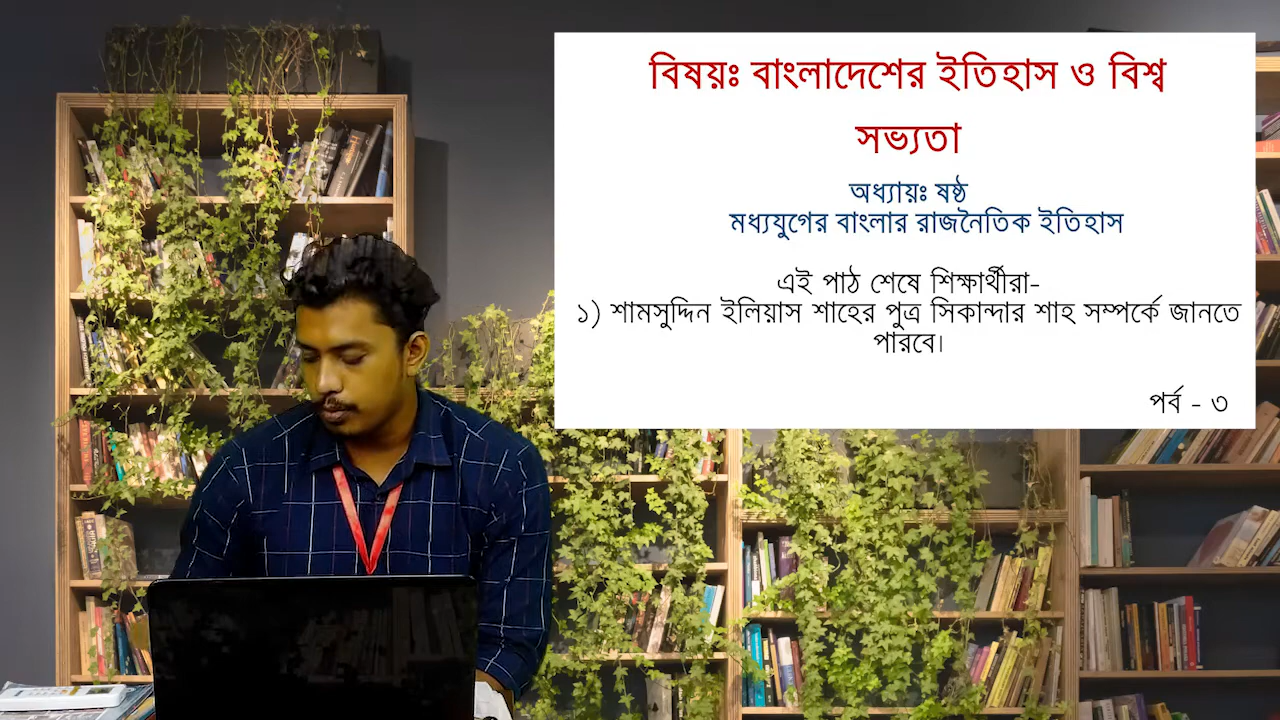 বিষয়ঃ বাংলাদেশের ইতিহাস ও বিশ্ব
সভ্যতা
অধ্যায়ঃ ষষ্ঠ
মধ্যযুগের বাংলার রাজনৈতিক ইতিহাস
এই পাঠ শেষে শিক্ষার্থীরা-
১) শামসুদ্দিন ইলিয়াস শাহের পুত্র সিকান্দার শাহ সম্পর্কে জানতে
পারবে।
পর্ব - ৩